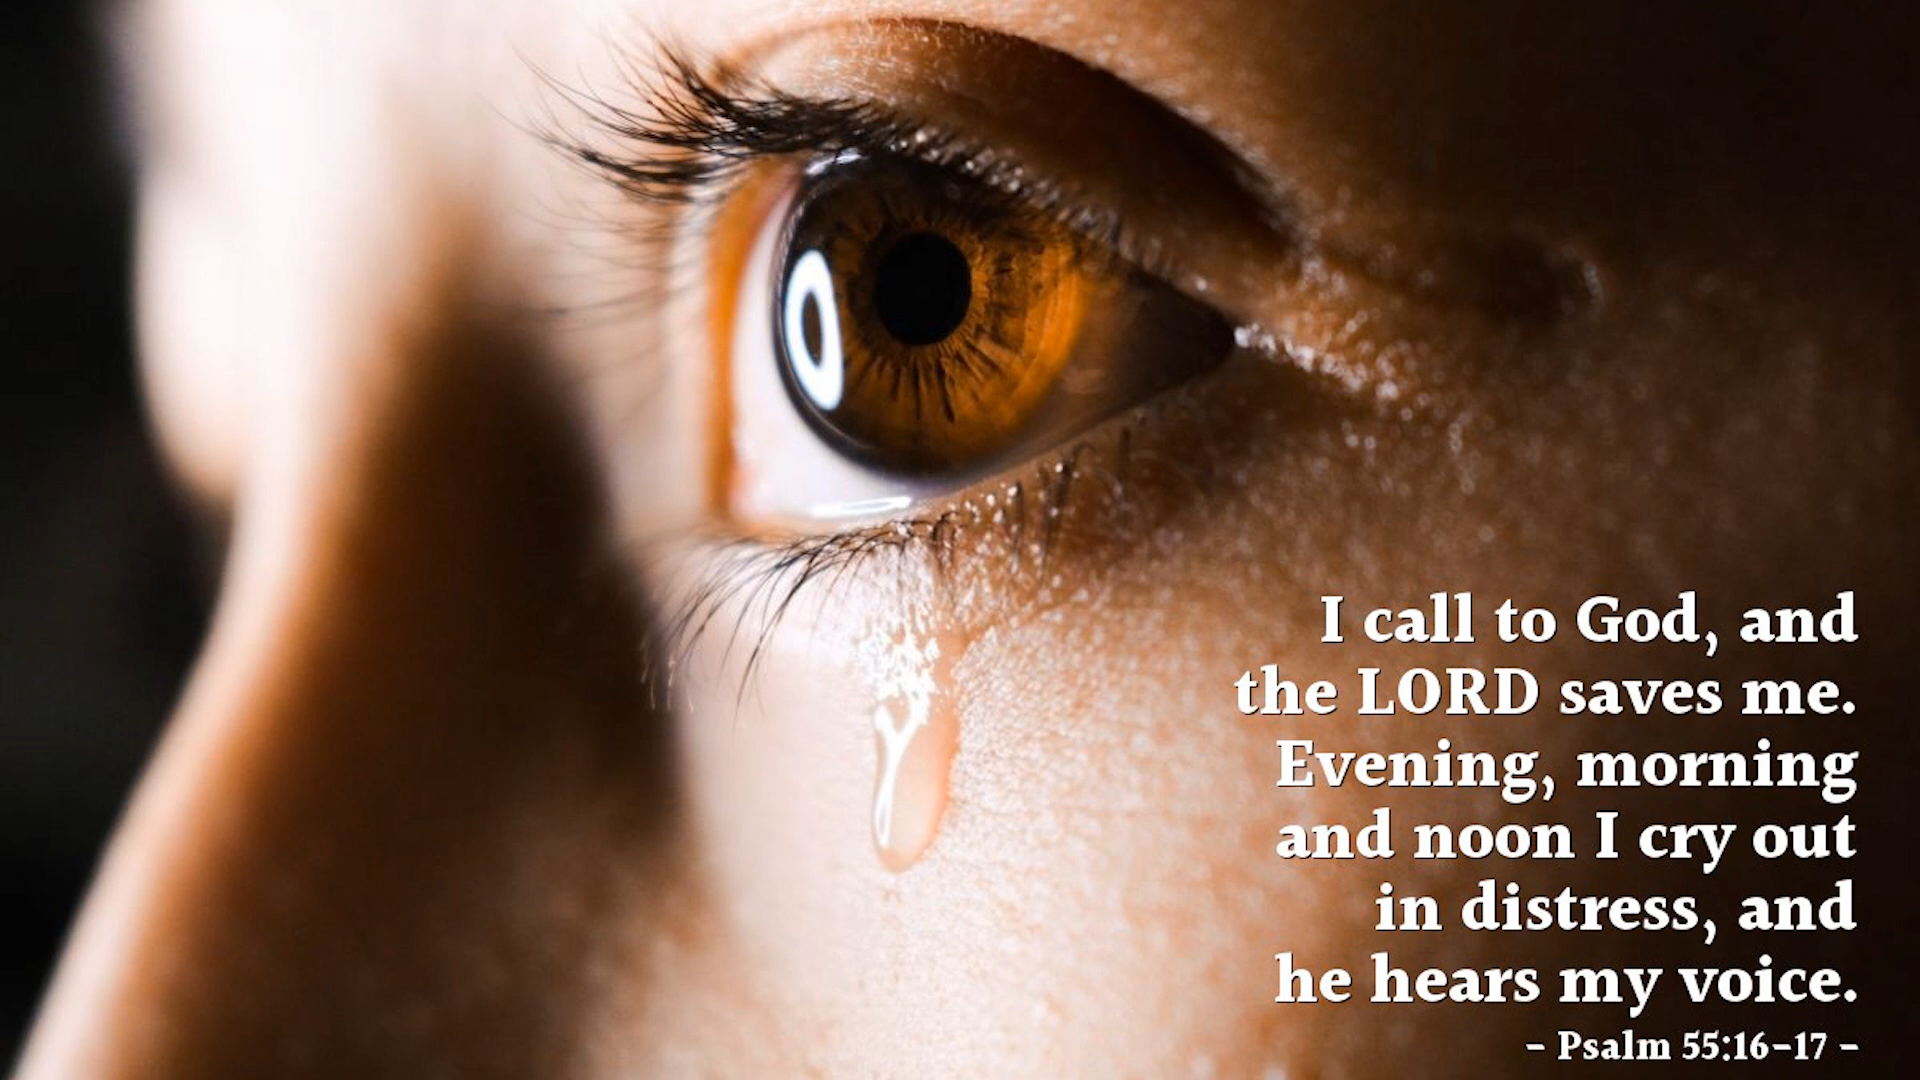 I call to God, and
the LORD saves me.
Evening, morning
and noon I cry out
in distress, and
he hears my voice.
– Psalm 55:16–17 –